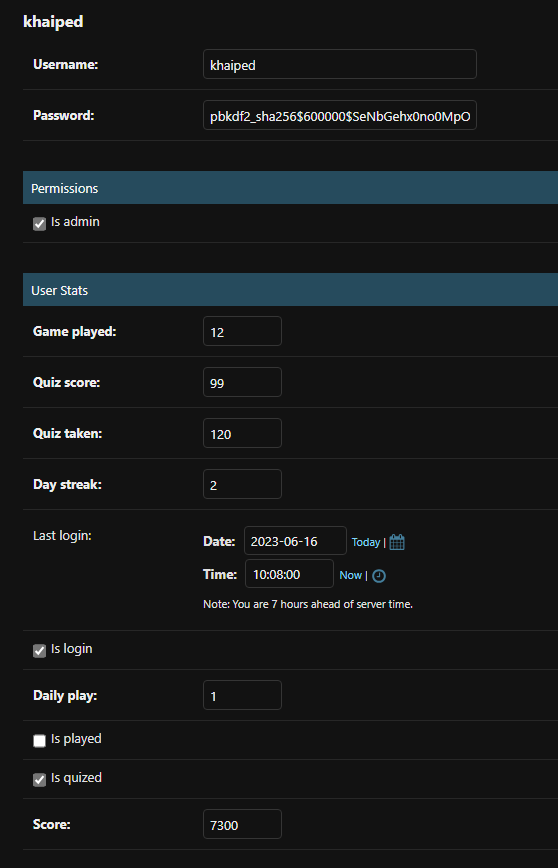 khaiped
Username: khaiped
Password: pbkdf2_sha256$600000$SeNbGehx0no0MpO
Permissions
Is admin
User Stats
Game played: 12
Quiz score: 99
Quiz taken: 120
Day streak: 2
Last login: Date: 2023-06-16 Today |
Time: 10:08:00 Now |
Note: You are 7 hours ahead of server time.
Is login
Daily play: 1
Is played
Is quized
Score: 7300